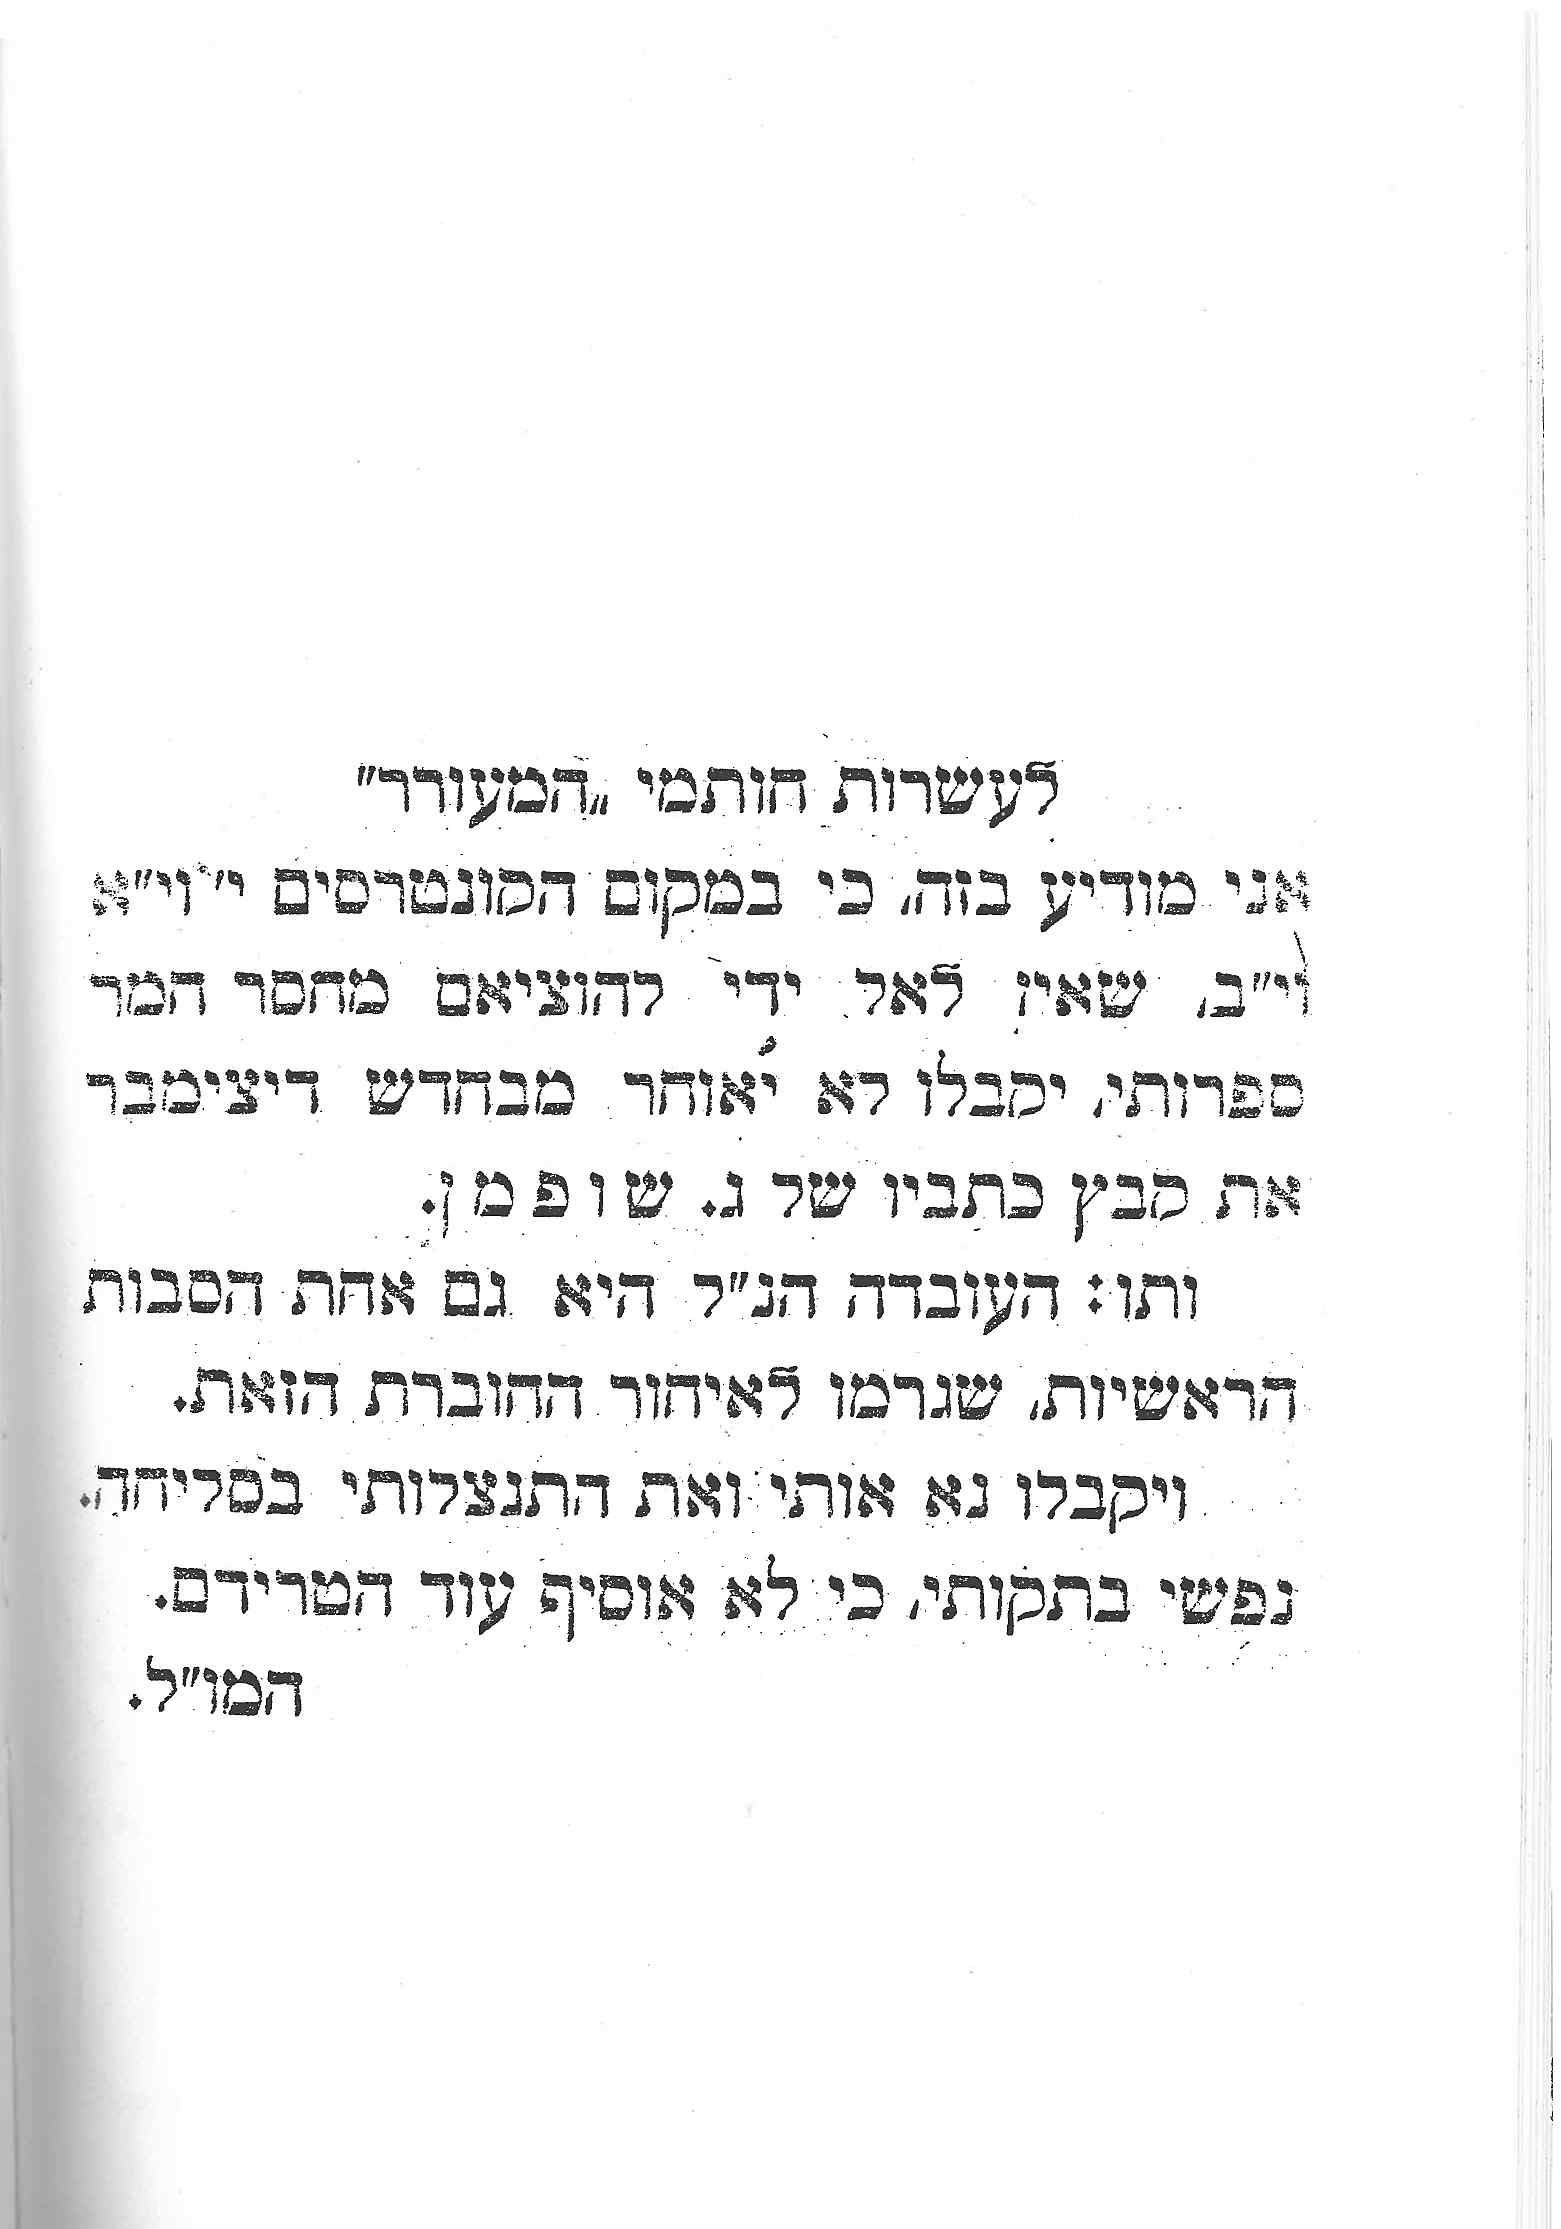 לעשרות חותמי „המעורר”
אני מודיע בזה, כי במקום הקונטרסים י׳ וי״א
וי״ב, שאין לאל ידי להוציאם מחסר חמר
ספרותי, יקבלו לא יאוחר מבחדש דיצימבר
את קבץ כתביו של ג. שופמן.
ותו: העובדה הנ״ל היא גם אחת הסבות
הראשיות, שגרמו לאיחור החוברת הזאת.
ויקבלו נא אותי ואת התנצלותי בסליחה.
נפשי בתקותי, כי לא אוסיף עוד הטרידם.
המו״ל.